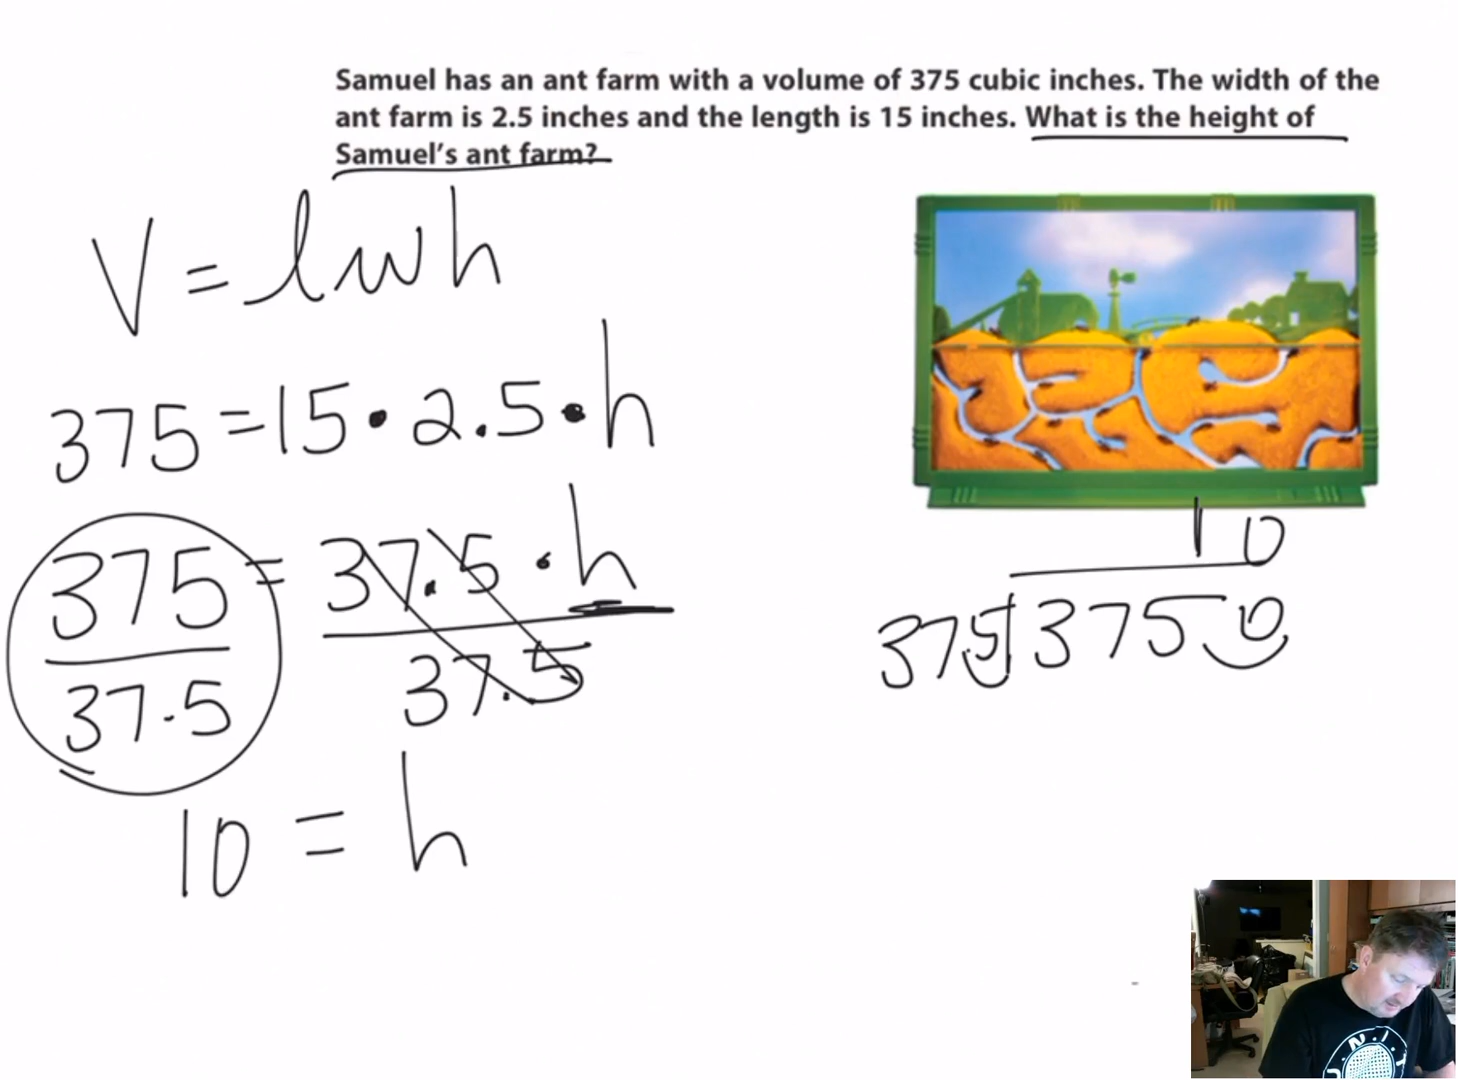 Samuel has an ant farm with a volume of 375 cubic inches. The width of the
ant farm is 2.5 inches and the length is 15 inches. What is the height of
Samuel's ant farm?
V = lwh
375 = 15 • 2.5 • h
375 = 37.5 • h
37.5 37.5
10 = h
10
375 3750
U.N.I.T